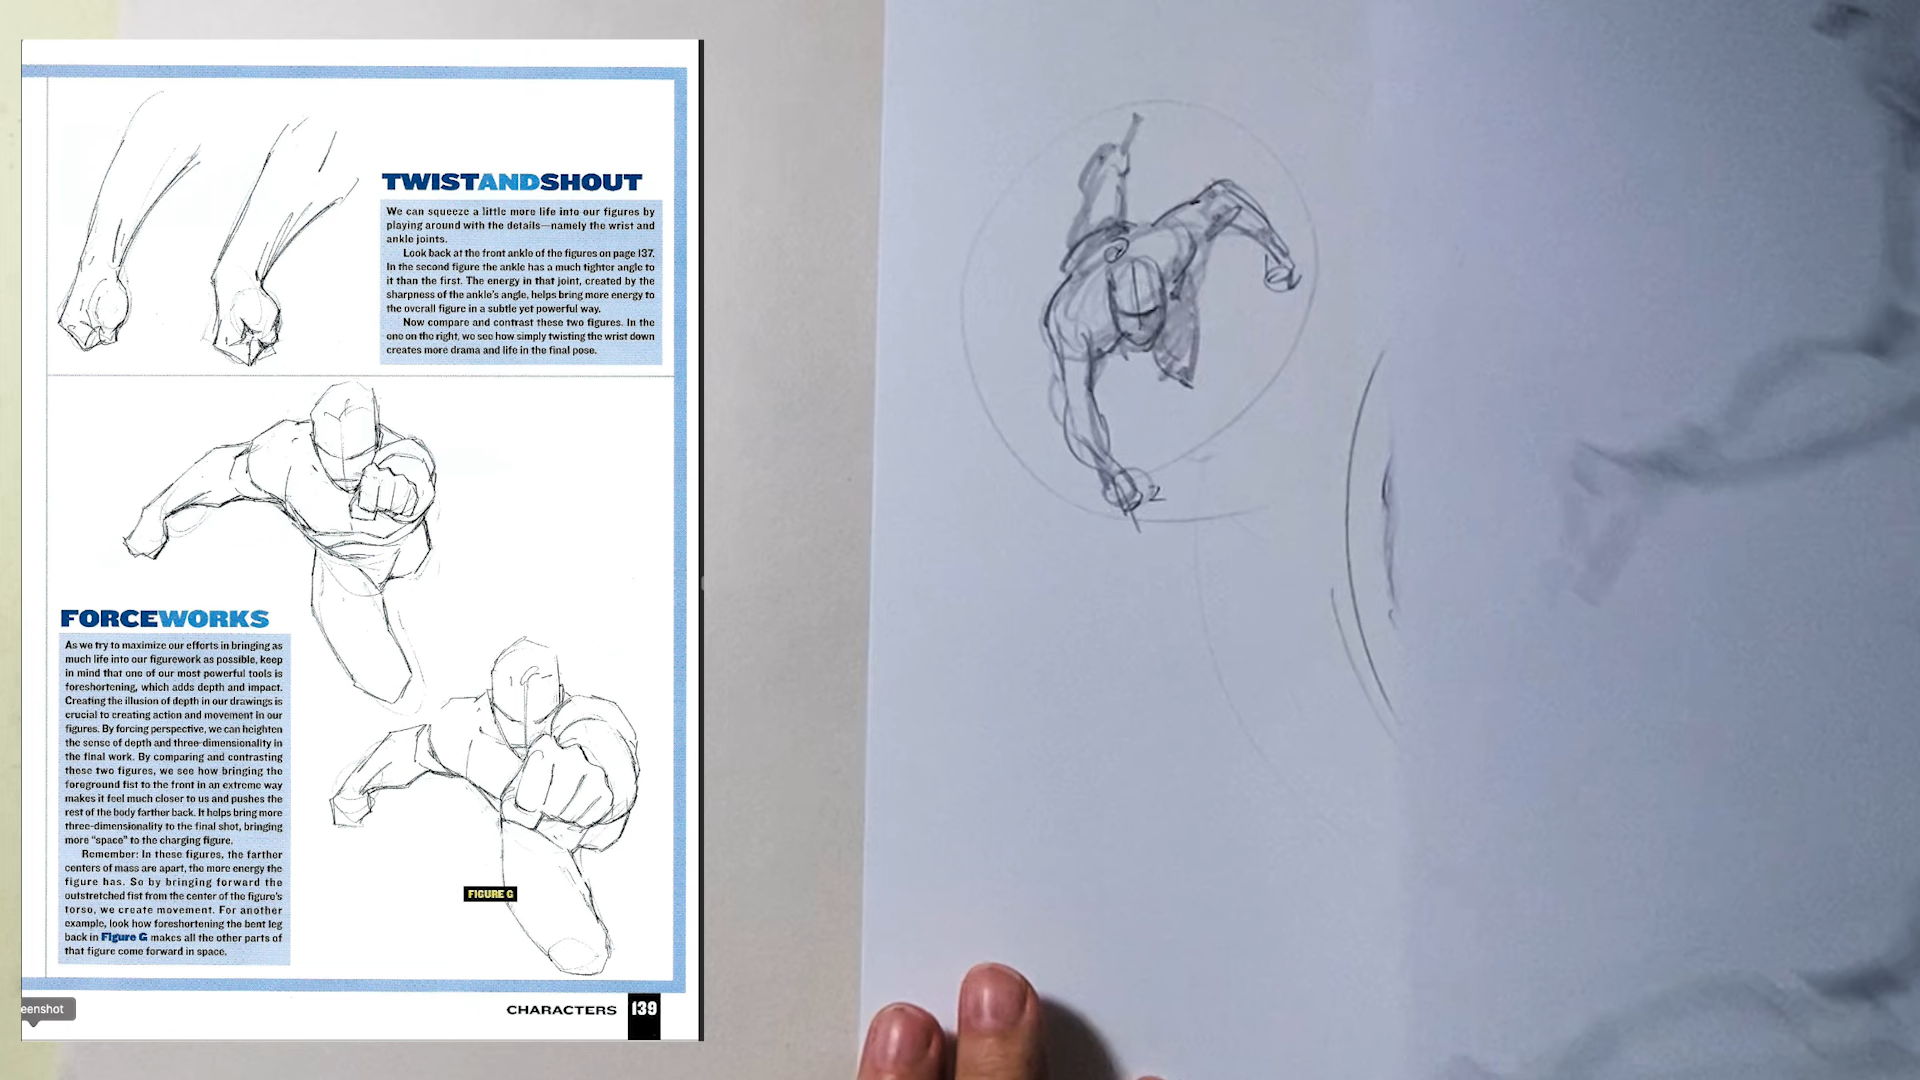 TWISTANDSHOUT
We can squeeze a little more life into our figures by
playing around with the details—namely the wrist and
ankle joints.
Look back at the front ankle of the figures on page 137.
In the second figure the ankle has a much tighter angle to
it than the first. The energy in that joint, created by the
sharpness of the ankle's angle, helps bring more energy to
the overall figure in a subtle yet powerful way.
Now compare and contrast these two figures. In the
one on the right, we see how simply twisting the wrist down
creates more drama and life in the final pose.
FORCEWORKS
As we try to maximize our efforts in bringing as
much life into our figurework as possible, keep
in mind that one of our most powerful tools is
foreshortening, which adds depth and impact.
Creating the illusion of depth in our drawings is
crucial to creating action and movement in our
figures. By forcing perspective, we can heighten
the sense of depth and three-dimensionality in
the final work. By comparing and contrasting
these two figures, we see how bringing the
foreground fist to the front in an extreme way
makes it feel much closer to us and pushes the
rest of the body farther back. It helps bring more
three-dimensionality to the final shot, bringing
more "space" to the charging figure.
Remember: In these figures, the farther
centers of mass are apart, the more energy the
figure has. So by bringing forward the
outstretched fist from the center of the figure's
torso, we create movement. For another
example, look how foreshortening the bent leg
back in Figure G makes all the other parts of
that figure come forward in space.
FIGURE G
CHARACTERS 139
eenshot
2